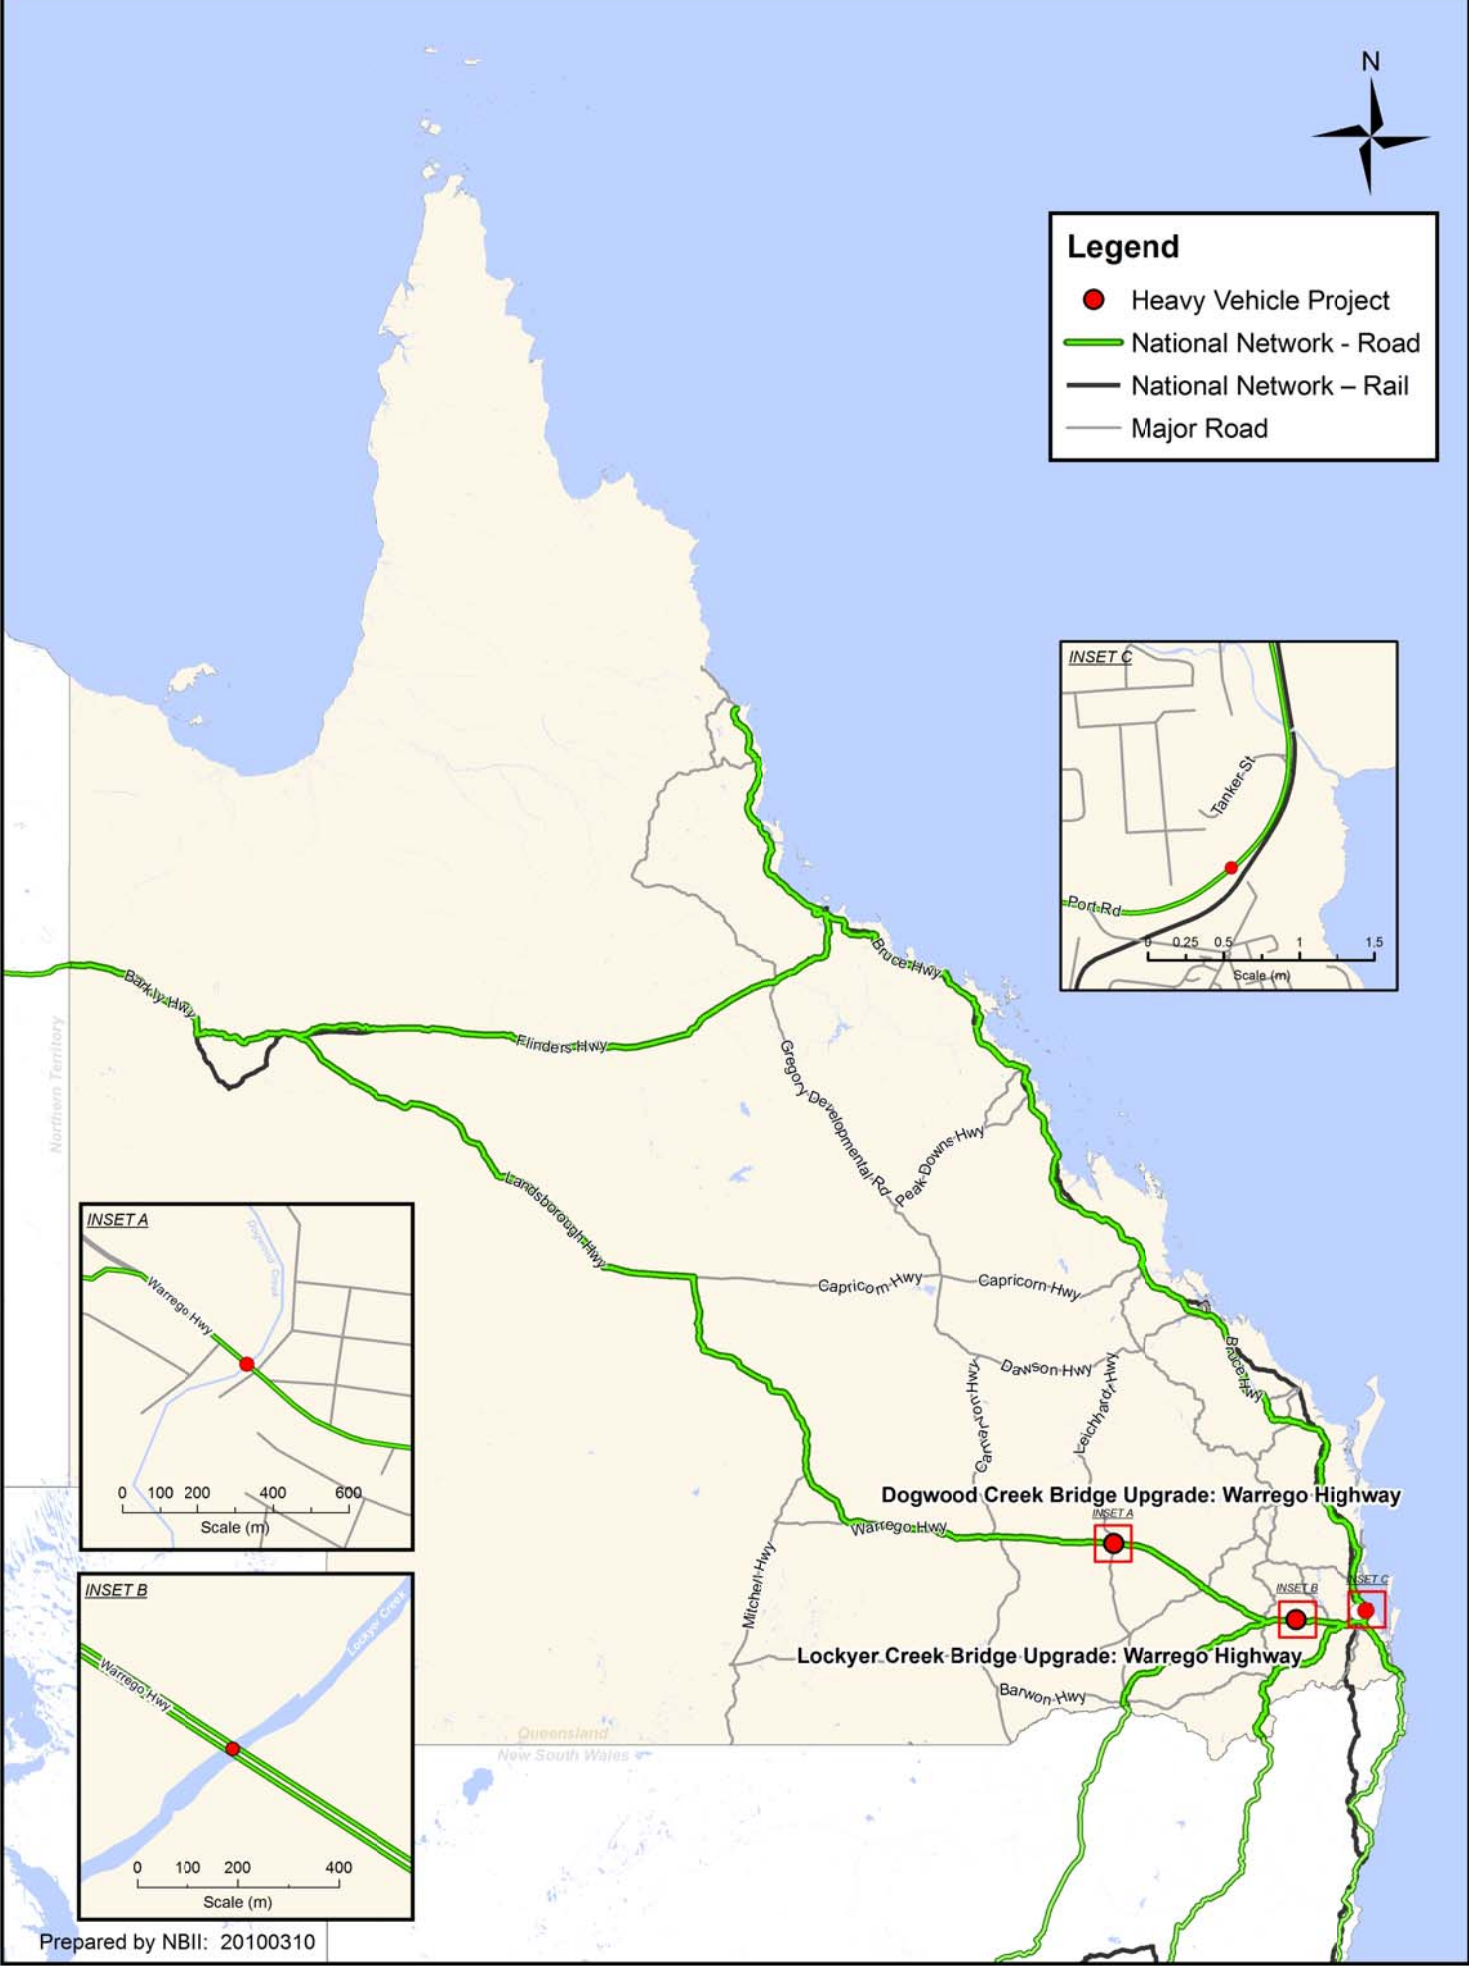 N
Legend
Heavy Vehicle Project
National Network - Road
National Network – Rail
Major Road
INSET C
Tanker St
Port Rd
0 0.25 0.5 1 1.5
Scale (m)
Bruce Hwy
Barkly Hwy
Flinders Hwy
Northern Territory
Gregory Developmental Rd
Peak Downs Hwy
Landsborough Hwy
Capricorn Hwy
Capricorn Hwy
INSET A
Dogwood Creek
Warrego Hwy
0 100 200 400 600
Scale (m)
Bruce Hwy
Dawson Hwy
Carnarvon Hwy
Leichhardt Hwy
Dogwood Creek Bridge Upgrade: Warrego Highway
INSET A
Warrego Hwy
Mitchell Hwy
INSET B
INSET C
Lockyer Creek Bridge Upgrade: Warrego Highway
Barwon Hwy
Queensland
New South Wales
INSET B
Lockyer Creek
Warrego Hwy
0 100 200 400
Scale (m)
Prepared by NBII: 20100310